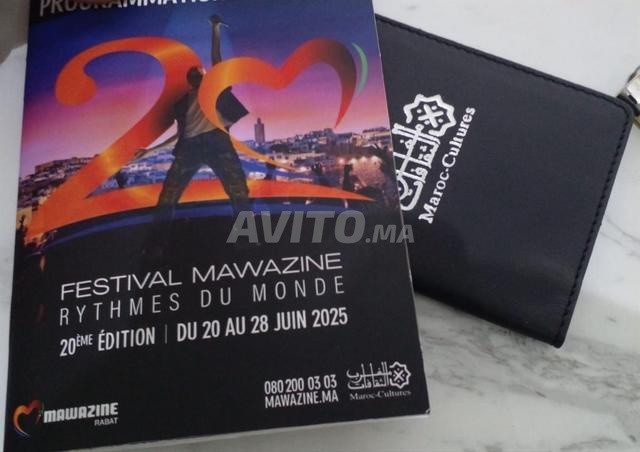 PROGRAMMATION
20
FESTIVAL MAWAZINE
RYTHMES DU MONDE
20ÈME ÉDITION | DU 20 AU 28 JUIN 2025
080 200 03 03
MAWAZINE.MA
MAWAZINE
RABAT
Maroc-Cultures
Maroc-Cultures
AVITO.MA